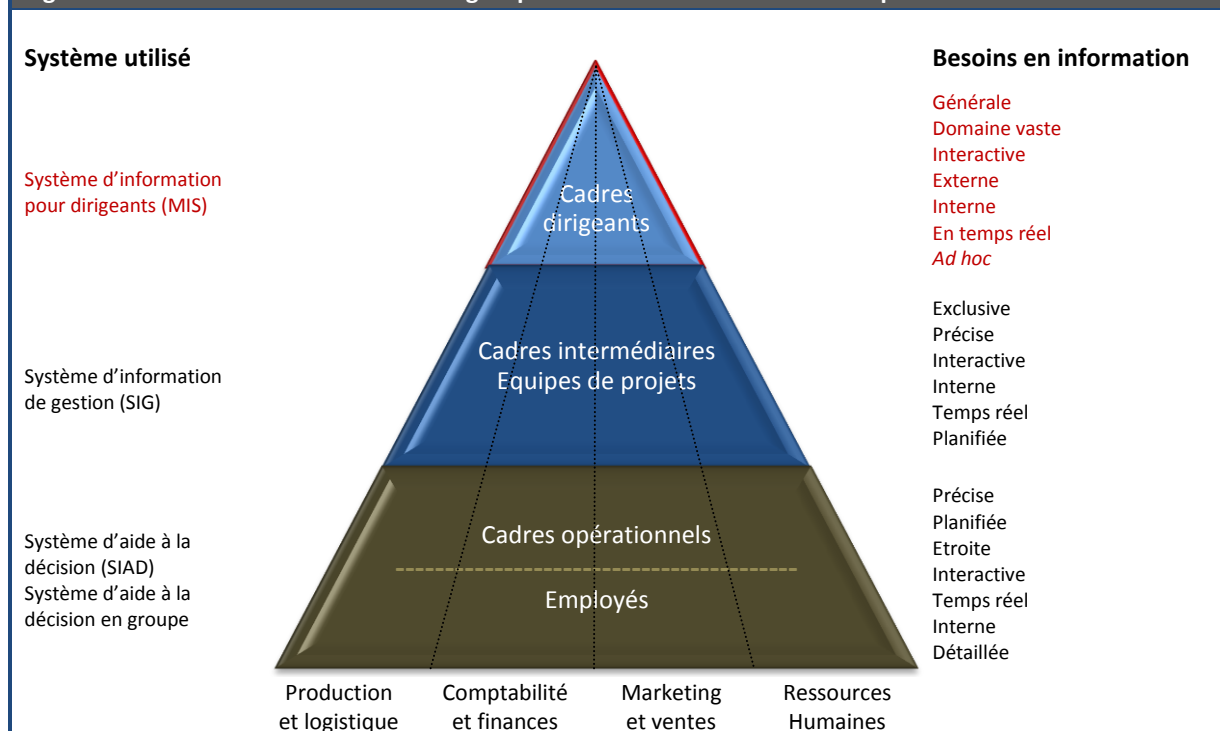 Système utilisé
Besoins en information
Générale
Domaine vaste
Interactive
Externe
Interne
En temps réel
Ad hoc
Système d'information
pour dirigeants (MIS)
Cadres
dirigeants
Exclusive
Précise
Interactive
Interne
Temps réel
Planifiée
Cadres intermédiaires
Equipes de projets
Système d'information
de gestion (SIG)
Précise
Planifiée
Etroite
Interactive
Temps réel
Interne
Détaillée
Cadres opérationnels
Employés
Système d'aide à la
décision (SIAD)
Système d'aide à la
décision en groupe
Production
et logistique
Comptabilité
et finances
Marketing
et ventes
Ressources
Humaines